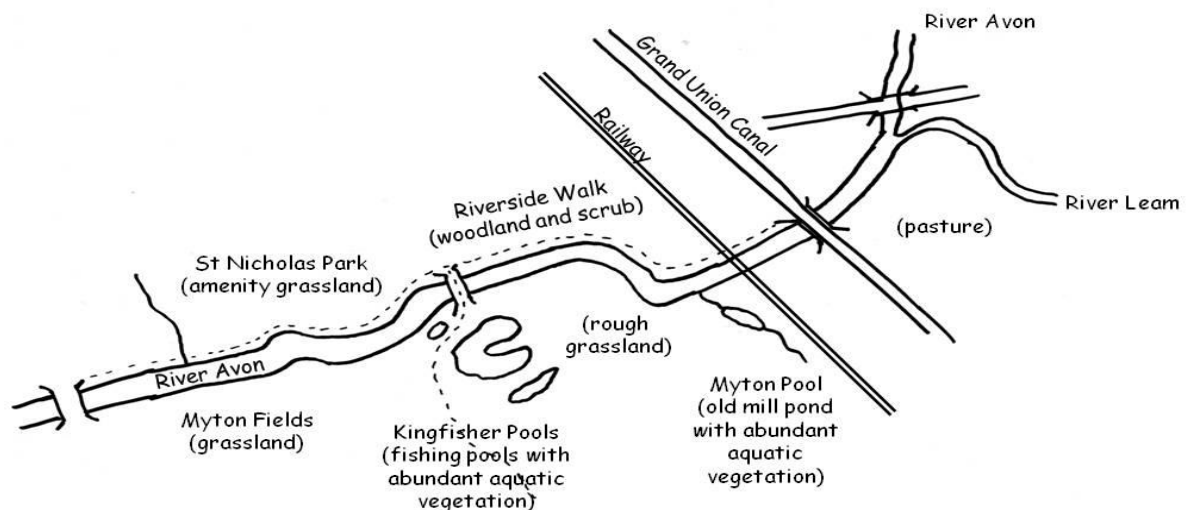 River Avon
Grand Union Canal
Railway
Riverside Walk
(woodland and scrub)
River Leam
(pasture)
St Nicholas Park
(amenity grassland)
(rough
grassland)
River Avon
Myton Fields
(grassland)
Kingfisher Pools
(fishing pools with
abundant aquatic
vegetation)
Myton Pool
(old mill pond
with abundant
aquatic
vegetation)